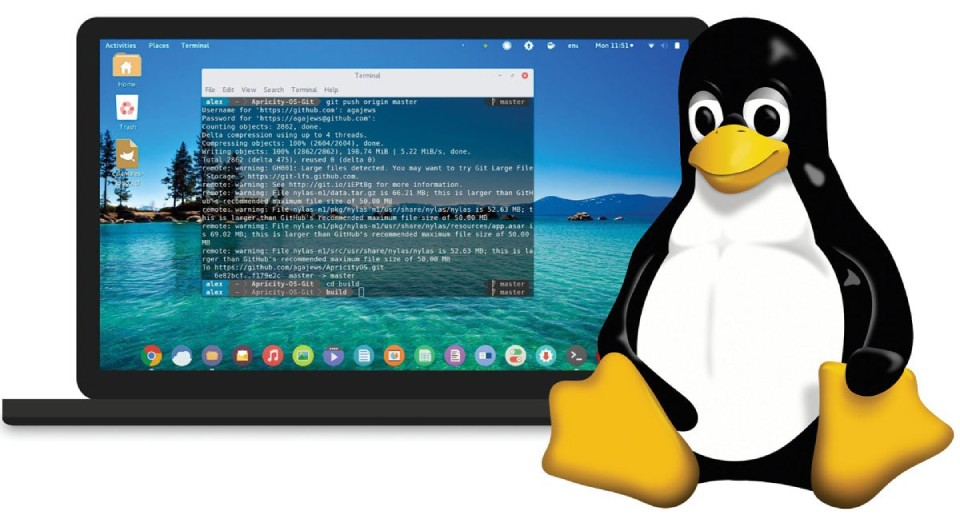 Activities Places Terminal en₁ Mon 11:51
Home
Trash
Terminal
File Edit View Search Terminal Help
alex ~ Apricity-OS-Git git push origin master master
Username for 'https://github.com': agajews
Password for 'https://agajews@github.com':
Counting objects: 2862, done.
Delta compression using up to 4 threads.
Compressing objects: 100% (2604/2604), done.
Writing objects: 100% (2862/2862), 198.74 MiB | 5.22 MiB/s, done.
Total 2862 (delta 475), reused 0 (delta 0)
remote: warning: GH001: Large files detected. You may want to try Git Large File
Storage - https://git-lfs.github.com.
remote: warning: See http://git.io/iEPt8g for more information.
remote: warning: File nylas-n1/data.tar.gz is 66.21 MB; this is larger than GitH
ub's recommended maximum file size of 50.00 MB
remote: warning: File nylas-n1/pkg/nylas-n1/usr/share/nylas/nylas is 52.63 MB; t
his is larger than GitHub's recommended maximum file size of 50.00 MB
remote: warning: File nylas-n1/pkg/nylas-n1/usr/share/nylas/resources/app.asar i
s 69.02 MB; this is larger than GitHub's recommended maximum file size of 50.00
MB
remote: warning: File nylas-n1/src/usr/share/nylas/nylas is 52.63 MB; this is la
rger than GitHub's recommended maximum file size of 50.00 MB
To https://github.com/agajews/ApricityOS.git
6e82bcf..f179e2c master -> master
alex ~ Apricity-OS-Git cd build master
alex ~ Apricity-OS-Git build master